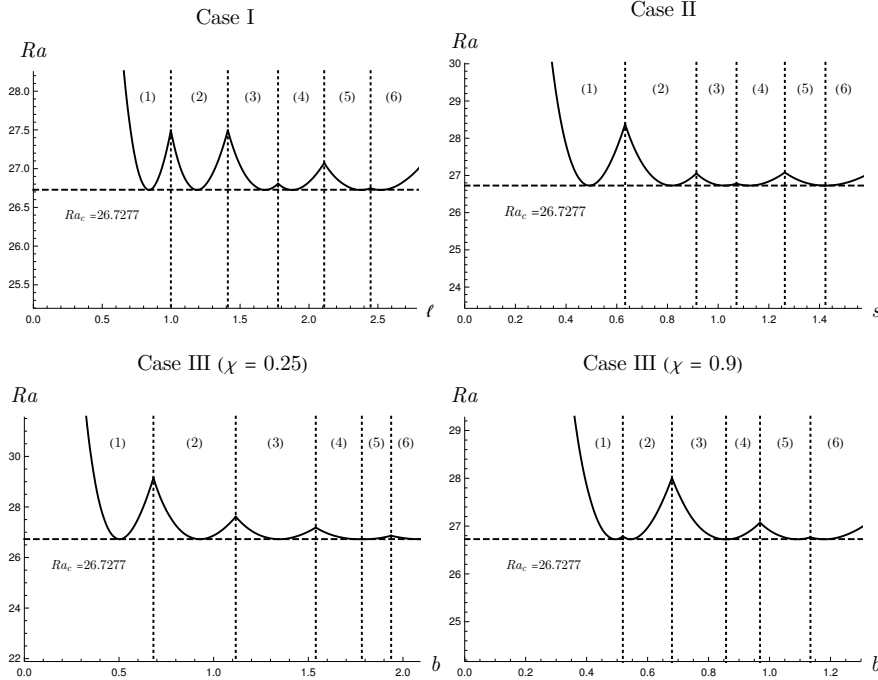 Case I
Ra
(1) (2) (3) (4) (5) (6)
28.0
27.5
27.0
26.5
26.0
25.5
Ra_c =26.7277
0.0 0.5 1.0 1.5 2.0 2.5
ℓ
Case II
Ra
(1) (2) (3) (4) (5) (6)
30
29
28
27
26
25
24
Ra_c =26.7277
0.0 0.2 0.4 0.6 0.8 1.0 1.2 1.4
s
Case III (χ = 0.25)
Ra
(1) (2) (3) (4) (5) (6)
30
28
26
24
22
Ra_c =26.7277
0.0 0.5 1.0 1.5 2.0
b
Case III (χ = 0.9)
Ra
(1) (2) (3) (4) (5) (6)
29
28
27
26
25
Ra_c =26.7277
0.0 0.2 0.4 0.6 0.8 1.0 1.2
b